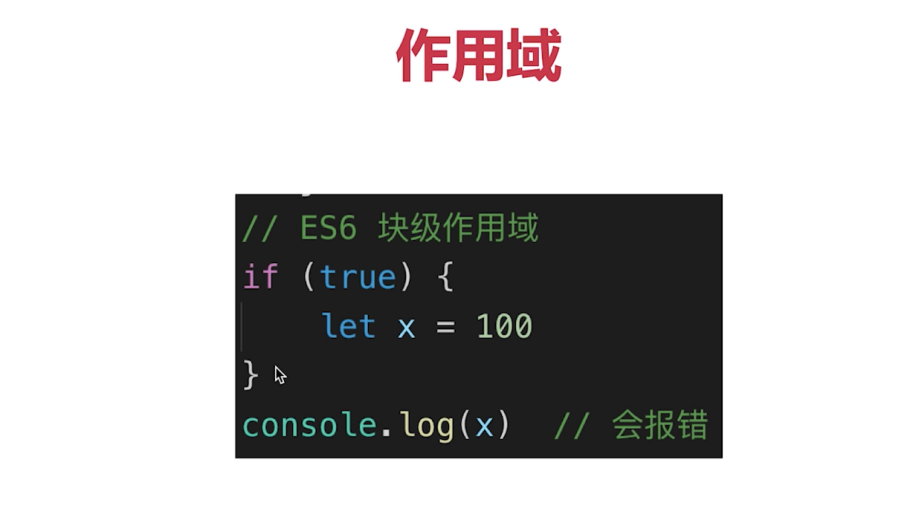 作用域
// ES6 块级作用域
if (true) {
    let x = 100
}
console.log(x)  // 会报错